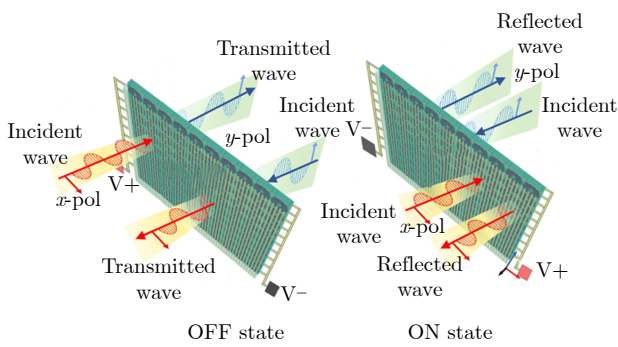 Transmitted
wave
y-pol
Incident
wave
Incident
wave
x-pol
V+
Transmitted
wave
V−
OFF state
Reflected
wave
y-pol
Incident
wave
V−
Incident
wave
x-pol
Reflected
wave
V+
ON state